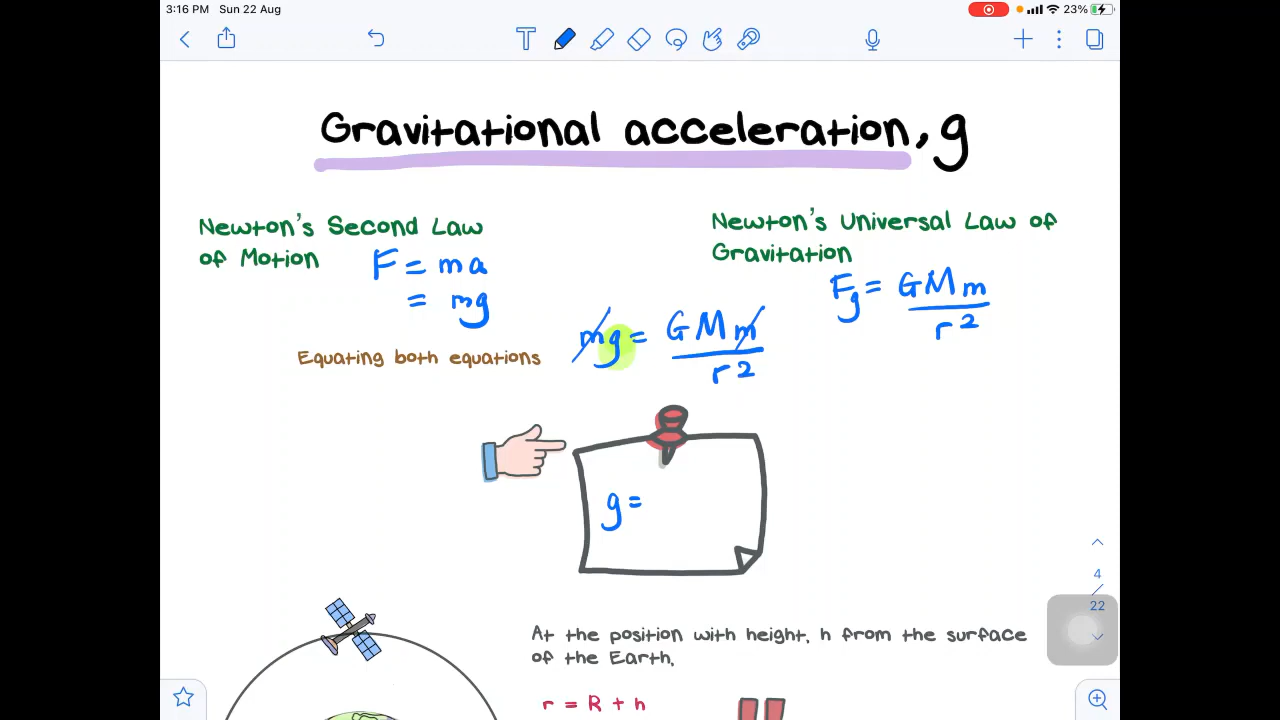 3:16 PM Sun 22 Aug 23%
Gravitational acceleration, g
Newton's Second Law
of Motion
F = ma
= mg
Newton's Universal Law of
Gravitation
Fg = GMm
r²
Equating both equations
mg = GMm
r²
g =
4
/
22
At the position with height, h from the surface
of the Earth,
r = R + h